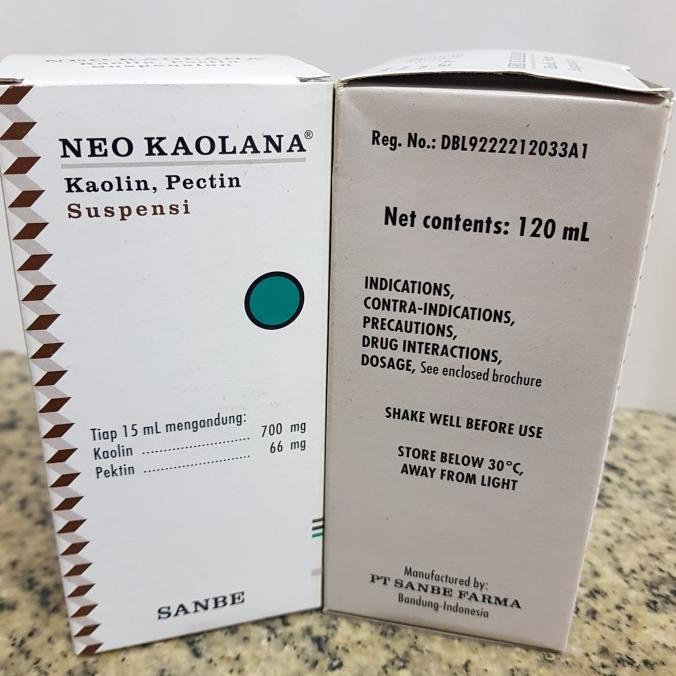 NEO KAOLANA®
Kaolin, Pectin
Suspensi
Tiap 15 mL mengandung:
Kaolin .......................... 700 mg
Pektin .......................... 66 mg
SANBE
Reg. No.: DBL9222212033A1
Net contents: 120 mL
INDICATIONS,
CONTRA-INDICATIONS,
PRECAUTIONS,
DRUG INTERACTIONS,
DOSAGE, See enclosed brochure
SHAKE WELL BEFORE USE
STORE BELOW 30°C,
AWAY FROM LIGHT
Manufactured by:
PT SANBE FARMA
Bandung-Indonesia